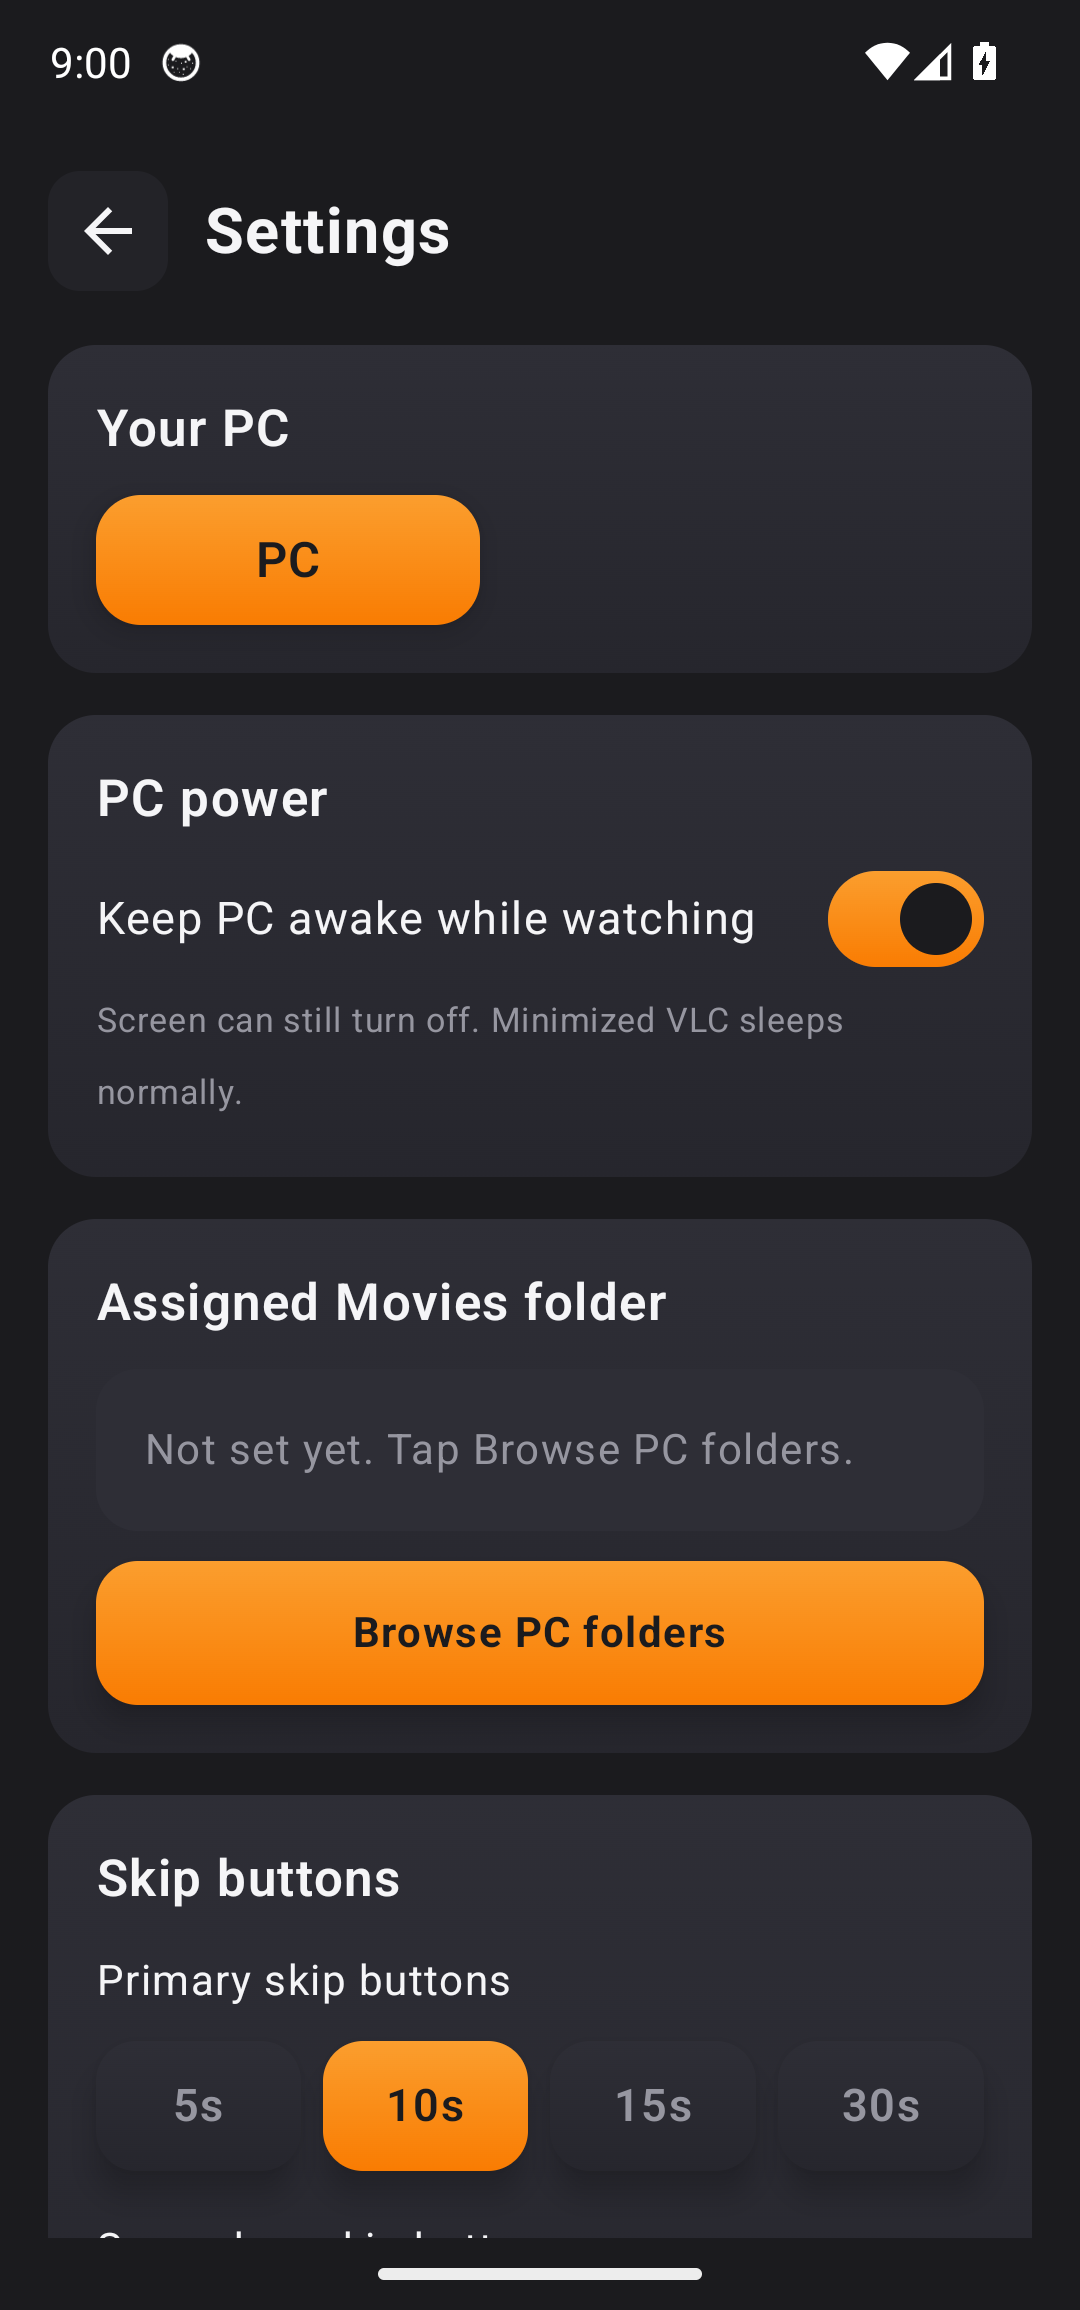 9:00
Settings
Your PC
PC
PC power
Keep PC awake while watching
Screen can still turn off. Minimized VLC sleeps
normally.
Assigned Movies folder
Not set yet. Tap Browse PC folders.
Browse PC folders
Skip buttons
Primary skip buttons
5s
10s
15s
30s